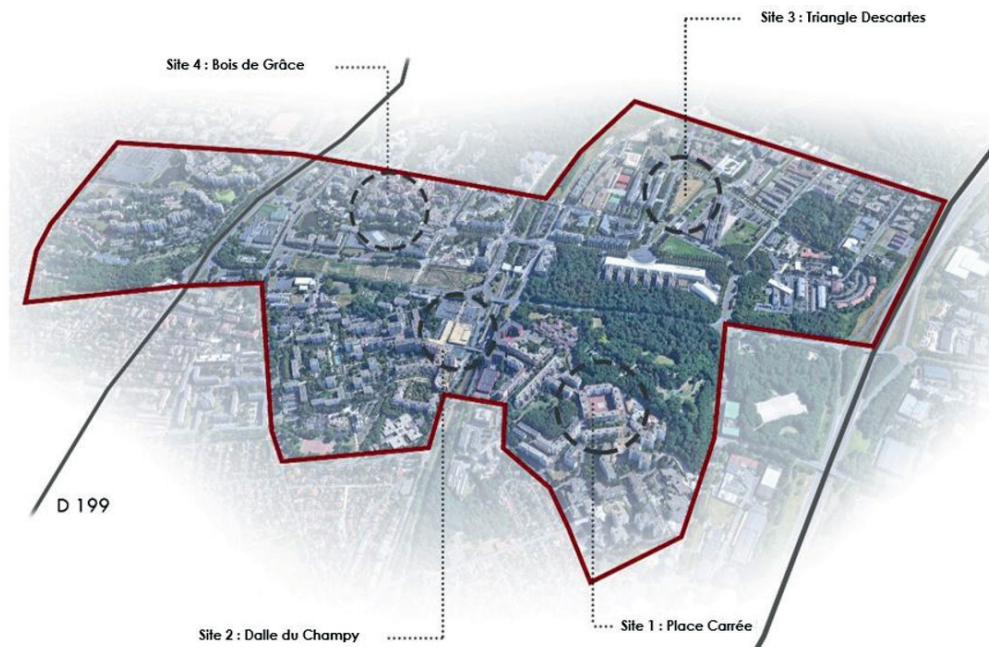 Site 3 : Triangle Descartes
Site 4 : Bois de Grâce
D 199
Site 1 : Place Carrée
Site 2 : Dalle du Champy